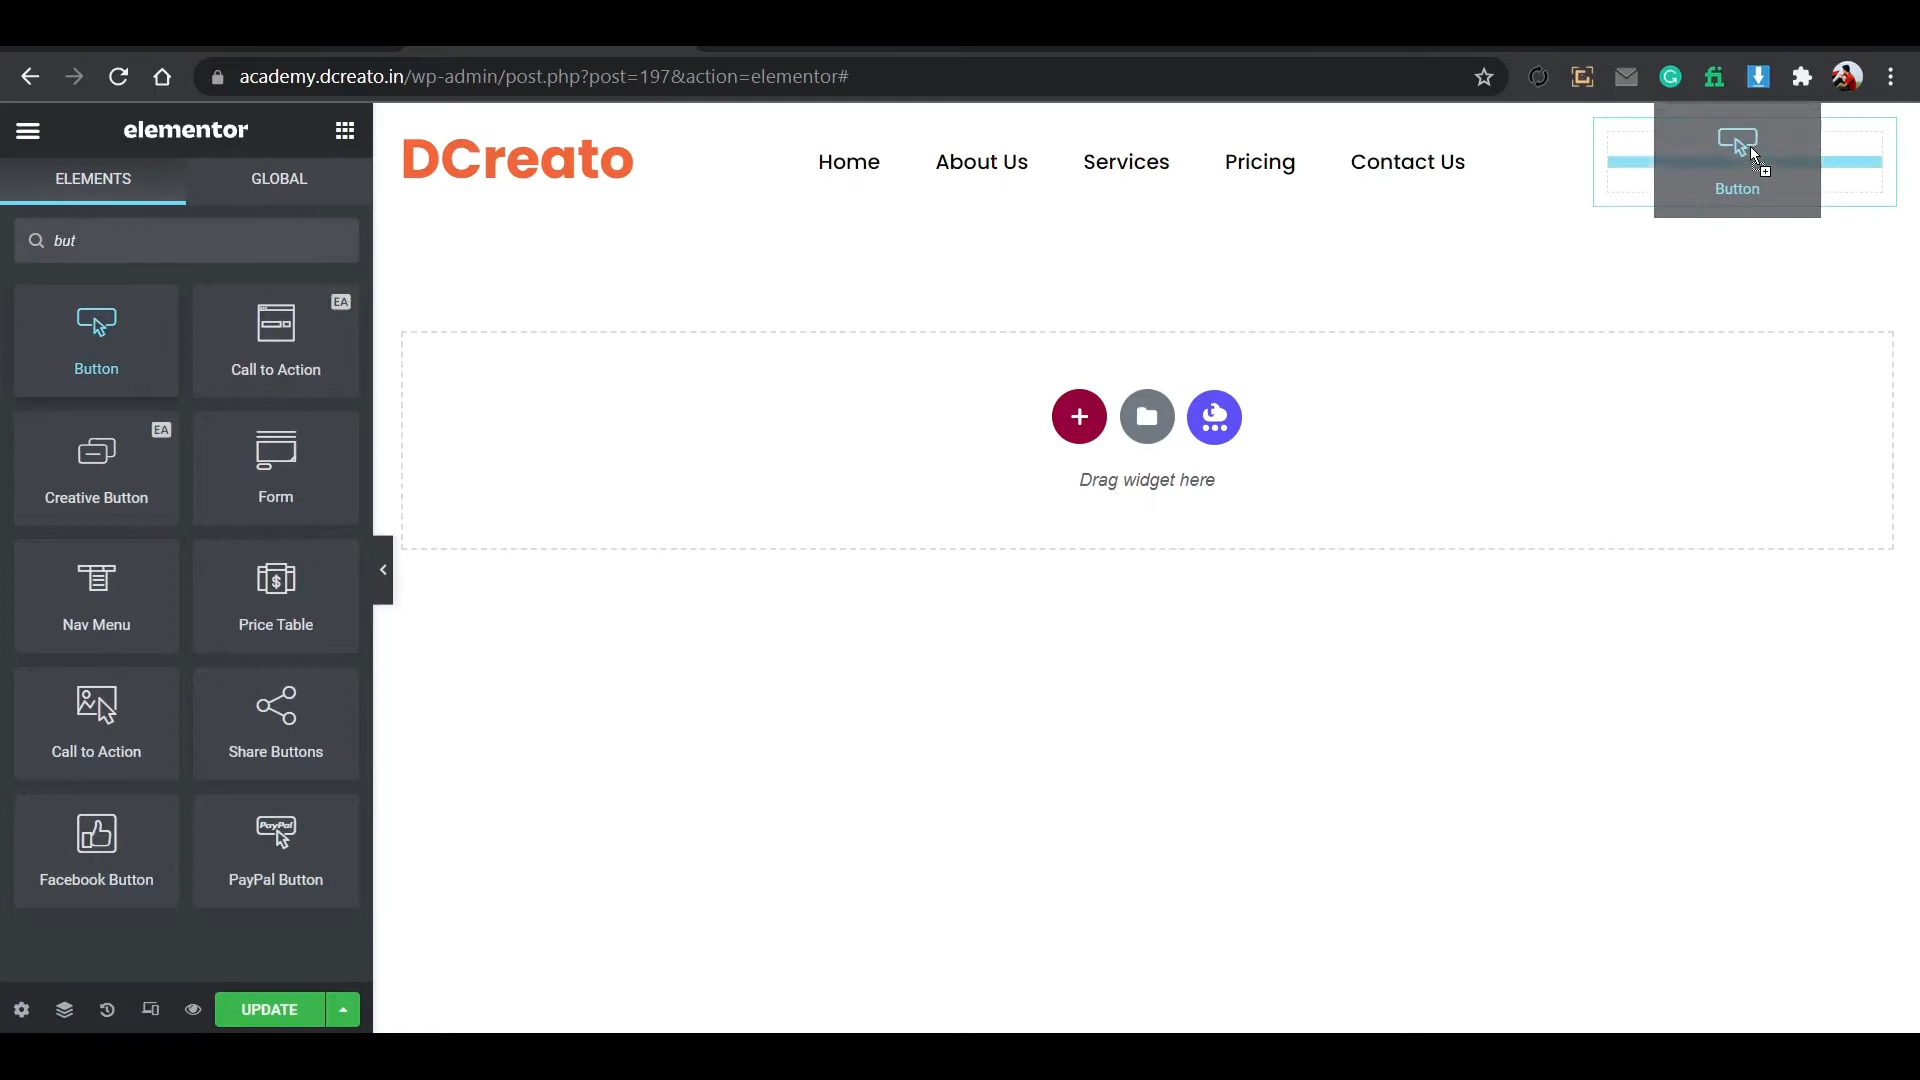 academy.dcreato.in/wp-admin/post.php?post=197&action=elementor#
elementor
ELEMENTS
GLOBAL
but
Button
EA
Call to Action
EA
Creative Button
Form
Nav Menu
Price Table
Call to Action
Share Buttons
Facebook Button
PayPal
PayPal Button
UPDATE
DCreato
Home
About Us
Services
Pricing
Contact Us
Button
Drag widget here